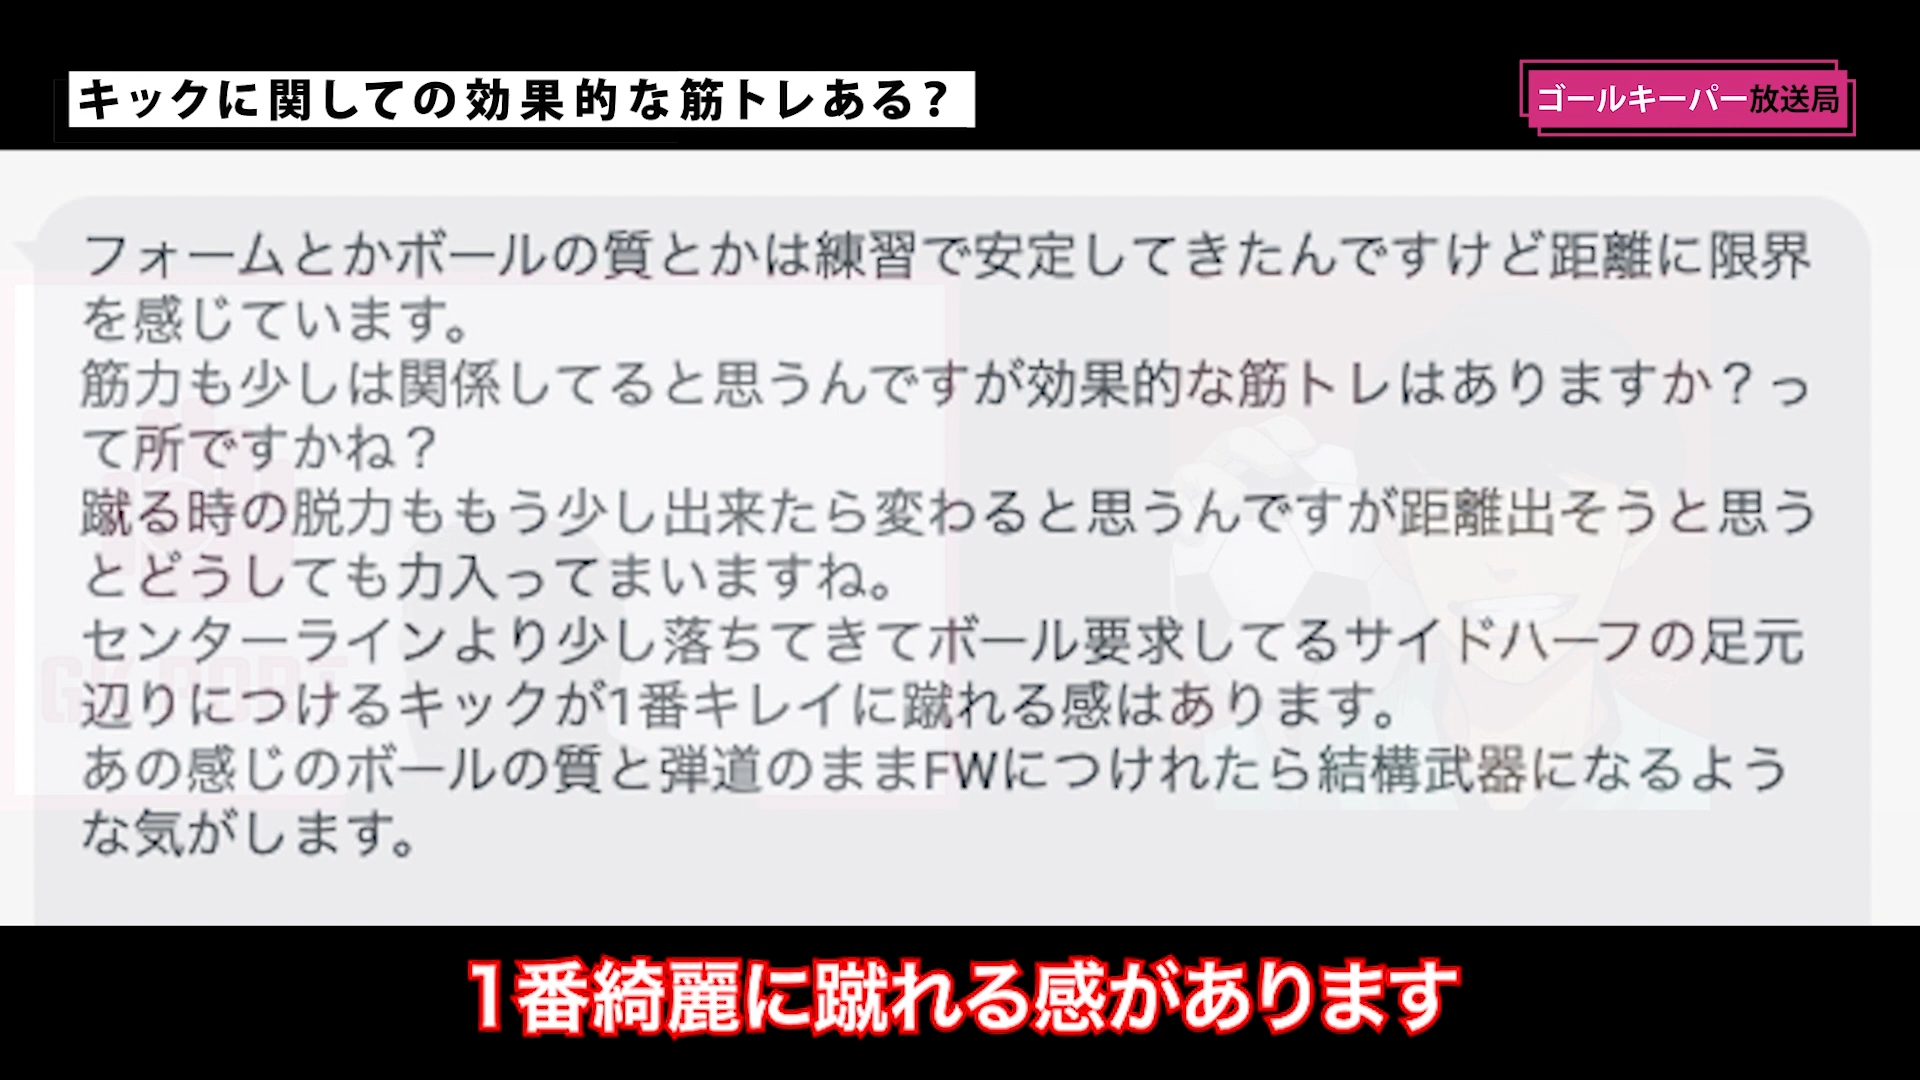 キックに関しての効果的な筋トレある？
ゴールキーパー放送局
フォームとかボールの質とかは練習で安定してきたんですけど距離に限界
を感じています。
筋力も少しは関係してると思うんですが効果的な筋トレはありますか？っ
て所ですかね？
蹴る時の脱力ももう少し出来たら変わると思うんですが距離出そうと思う
とどうしても力入ってまいますね。
センターラインより少し落ちてきてボール要求してるサイドハーフの足元
辺りにつけるキックが1番キレイに蹴れる感はあります。
あの感じのボールの質と弾道のままFWにつけれたら結構武器になるよう
な気がします。
1番綺麗に蹴れる感があります